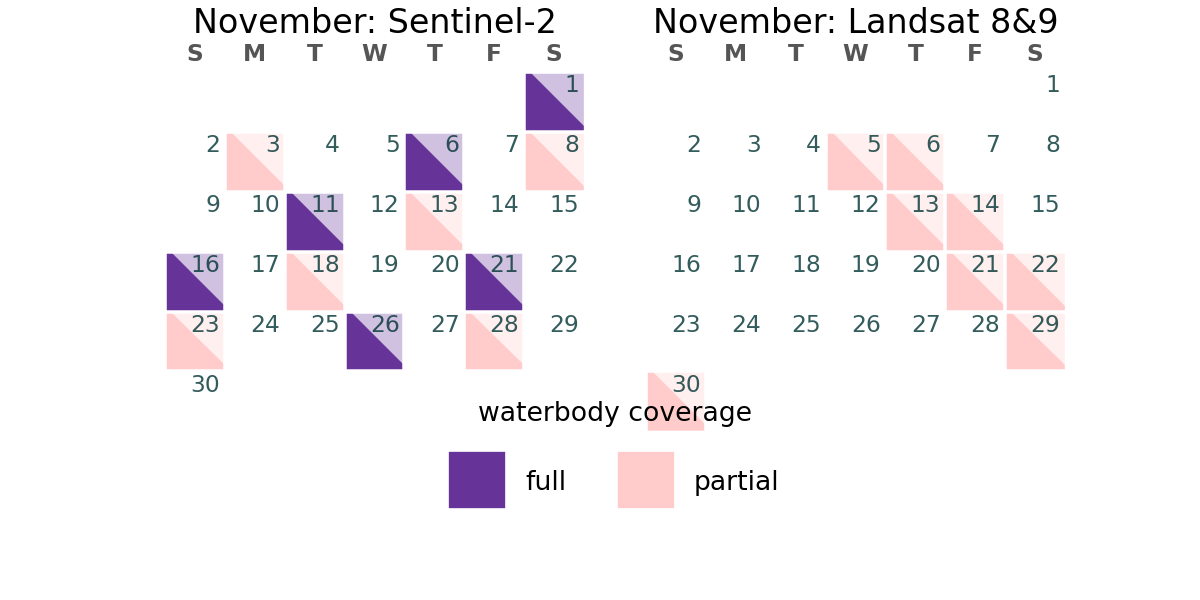 November: Sentinel-2
S M T W T F S
1
2 3 4 5 6 7 8
9 10 11 12 13 14 15
16 17 18 19 20 21 22
23 24 25 26 27 28 29
30
November: Landsat 8&9
S M T W T F S
1
2 3 4 5 6 7 8
9 10 11 12 13 14 15
16 17 18 19 20 21 22
23 24 25 26 27 28 29
30
waterbody coverage
full partial